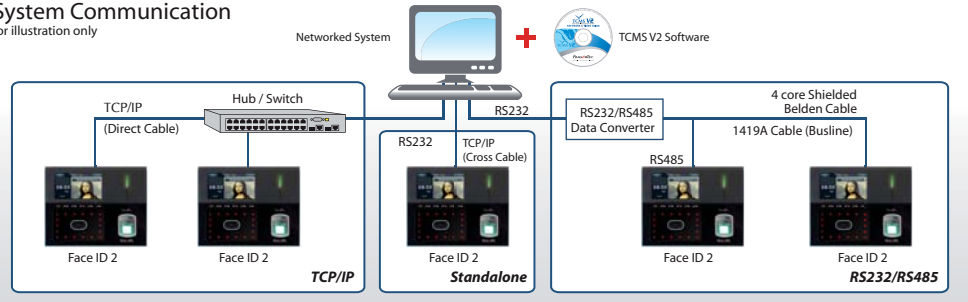 System Communication
or illustration only
Networked System
TCMS V2
TCMS V2 Software
TCP/IP
(Direct Cable)
Hub / Switch
Face ID 2
Face ID 2
TCP/IP
RS232
TCP/IP
(Cross Cable)
Face ID 2
Standalone
RS232
RS232/RS485
Data Converter
4 core Shielded
Belden Cable
1419A Cable (Busline)
RS485
Face ID 2
Face ID 2
RS232/RS485